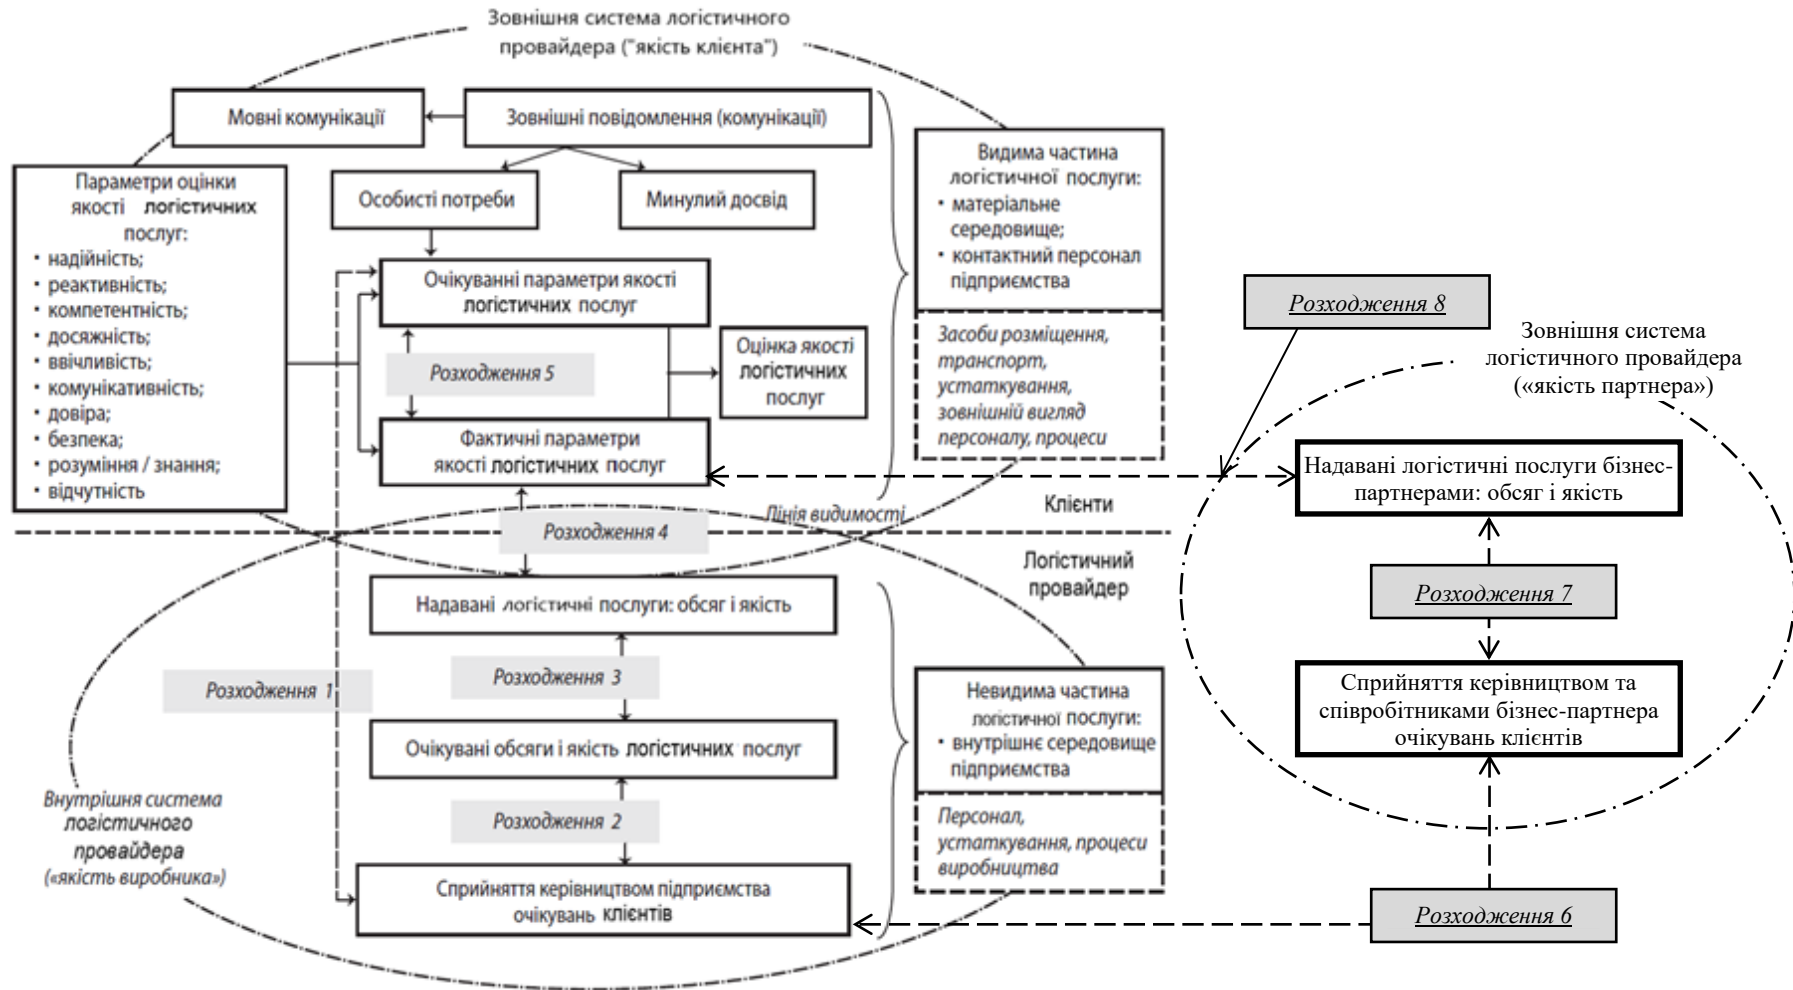 Зовнішня система логістичного
провайдера ("якість клієнта")
Мовні комунікації
Зовнішні повідомлення (комунікації)
Параметри оцінки
якості логістичних
послуг:
• надійність;
• реактивність;
• компетентність;
• досяжність;
• ввічливість;
• комунікативність;
• довіра;
• безпека;
• розуміння / знання;
• відчутність
Особисті потреби
Минулий досвід
Очікуванні параметри якості
логістичних послуг
Розходження 5
Оцінка якості
логістичних
послуг
Фактичні параметри
якості логістичних послуг
Видима частина
логістичної послуги:
• матеріальне
середовище;
• контактний персонал
підприємства
Засоби розміщення,
транспорт,
устаткування,
зовнішній вигляд
персоналу, процеси
Лінія видимості
Клієнти
Розходження 4
Логістичний
провайдер
Надавані логістичні послуги: обсяг і якість
Розходження 1
Розходження 3
Очікувані обсяги і якість логістичних послуг
Розходження 2
Сприйняття керівництвом підприємства
очікувань клієнтів
Внутрішня система
логістичного
провайдера
(«якість виробника»)
Невидима частина
логістичної послуги:
• внутрішнє середовище
підприємства
Персонал,
устаткування, процеси
виробництва
Розходження 8
Зовнішня система
логістичного провайдера
(«якість партнера»)
Надавані логістичні послуги бізнес-
партнерами: обсяг і якість
Розходження 7
Сприйняття керівництвом та
співробітниками бізнес-партнера
очікувань клієнтів
Розходження 6